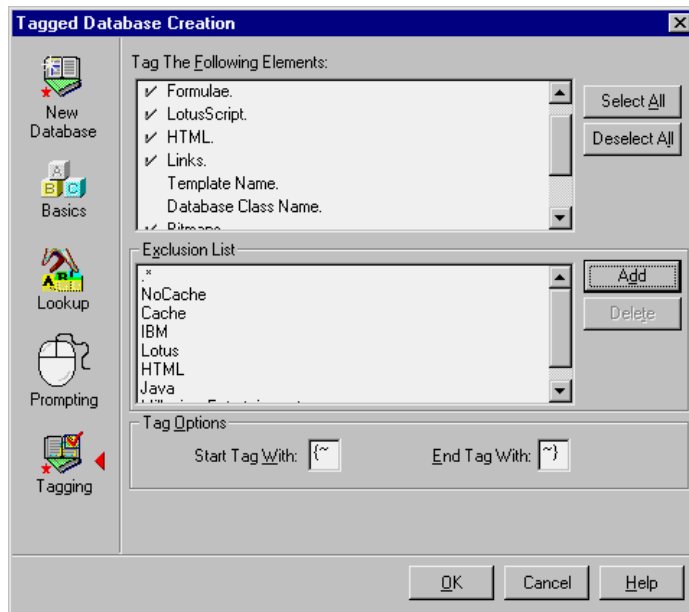 Tagged Database Creation
New
Database
Basics
Lookup
Prompting
Tagging
Tag The Following Elements:
Formulae.
LotusScript.
HTML.
Links.
Template Name.
Database Class Name.
Bitmaps
Select All
Deselect All
Exclusion List
.*
NoCache
Cache
IBM
Lotus
HTML
Java
Add
Delete
Tag Options
Start Tag With: {~
End Tag With: ~}
OK
Cancel
Help